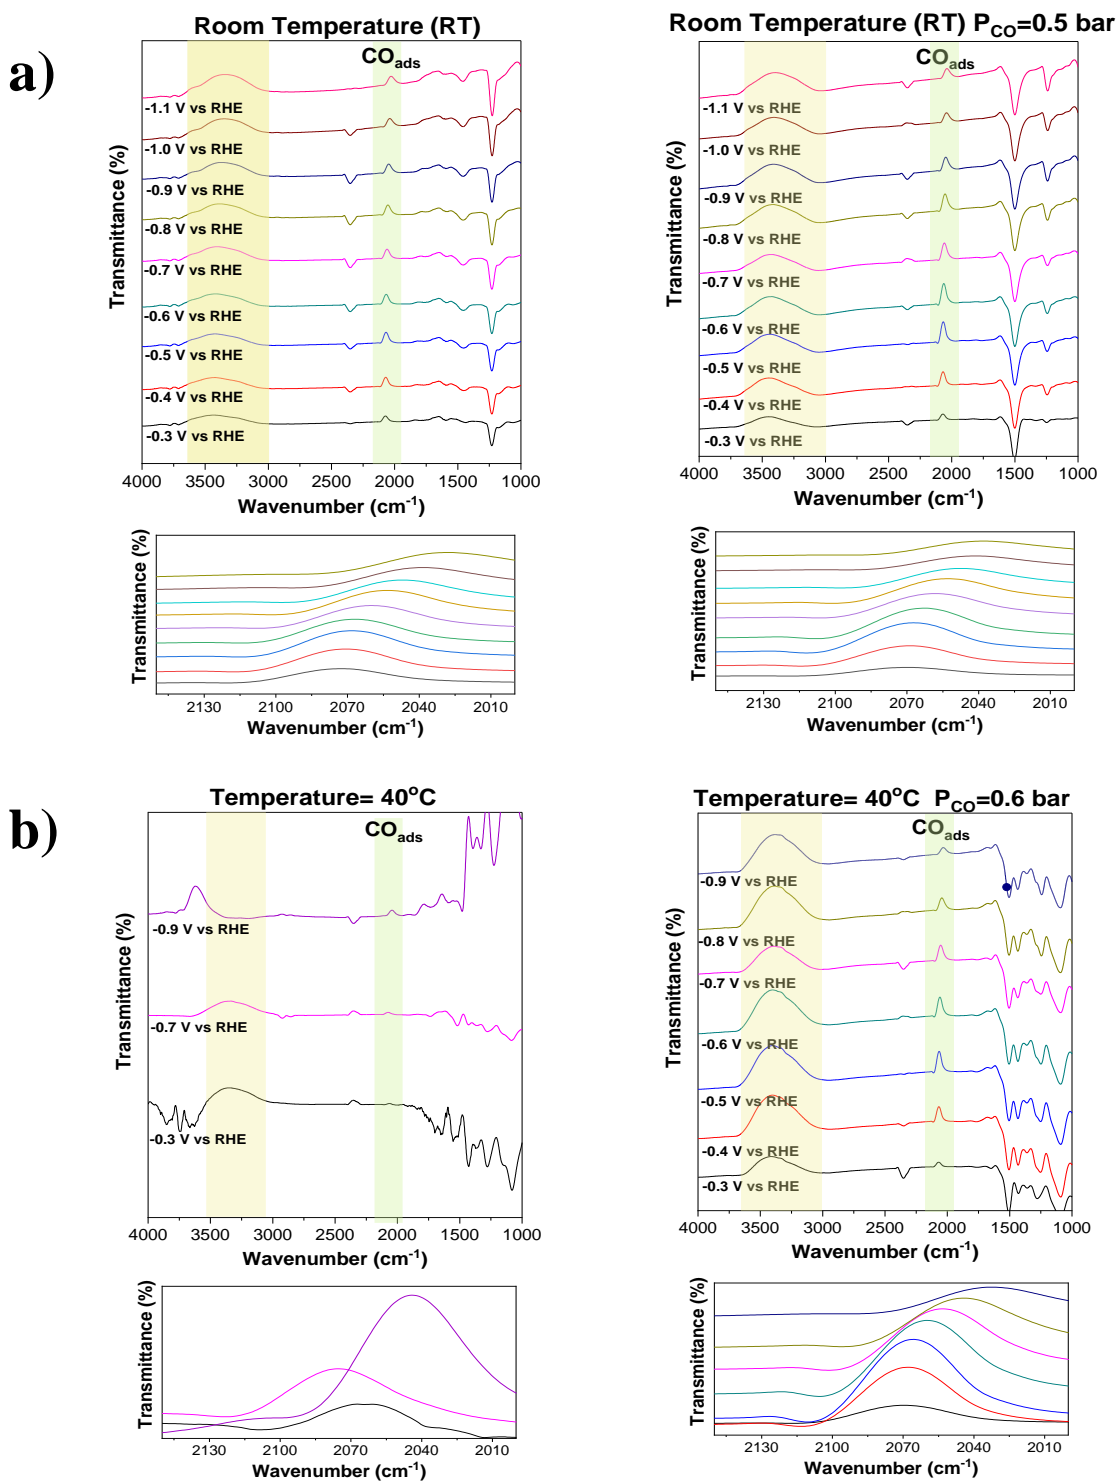 a)
Room Temperature (RT)
CO_ads
-1.1 V vs RHE
-1.0 V vs RHE
-0.9 V vs RHE
-0.8 V vs RHE
-0.7 V vs RHE
-0.6 V vs RHE
-0.5 V vs RHE
-0.4 V vs RHE
-0.3 V vs RHE
Transmittance (%)
4000 3500 3000 2500 2000 1500 1000
Wavenumber (cm⁻¹)
Transmittance (%)
2130 2100 2070 2040 2010
Wavenumber (cm⁻¹)
Room Temperature (RT) P_CO=0.5 bar
CO_ads
-1.1 V vs RHE
-1.0 V vs RHE
-0.9 V vs RHE
-0.8 V vs RHE
-0.7 V vs RHE
-0.6 V vs RHE
-0.5 V vs RHE
-0.4 V vs RHE
-0.3 V vs RHE
Transmittance (%)
4000 3500 3000 2500 2000 1500 1000
Wavenumber (cm⁻¹)
Transmittance (%)
2130 2100 2070 2040 2010
Wavenumber (cm⁻¹)
b)
Temperature= 40°C
CO_ads
-0.9 V vs RHE
-0.7 V vs RHE
-0.3 V vs RHE
Transmittance (%)
4000 3500 3000 2500 2000 1500 1000
Wavenumber (cm⁻¹)
Transmittance (%)
2130 2100 2070 2040 2010
Wavenumber (cm⁻¹)
Temperature= 40°C P_CO=0.6 bar
CO_ads
-0.9 V vs RHE
-0.8 V vs RHE
-0.7 V vs RHE
-0.6 V vs RHE
-0.5 V vs RHE
-0.4 V vs RHE
-0.3 V vs RHE
Transmittance (%)
4000 3500 3000 2500 2000 1500 1000
Wavenumber (cm⁻¹)
Transmittance (%)
2130 2100 2070 2040 2010
Wavenumber (cm⁻¹)